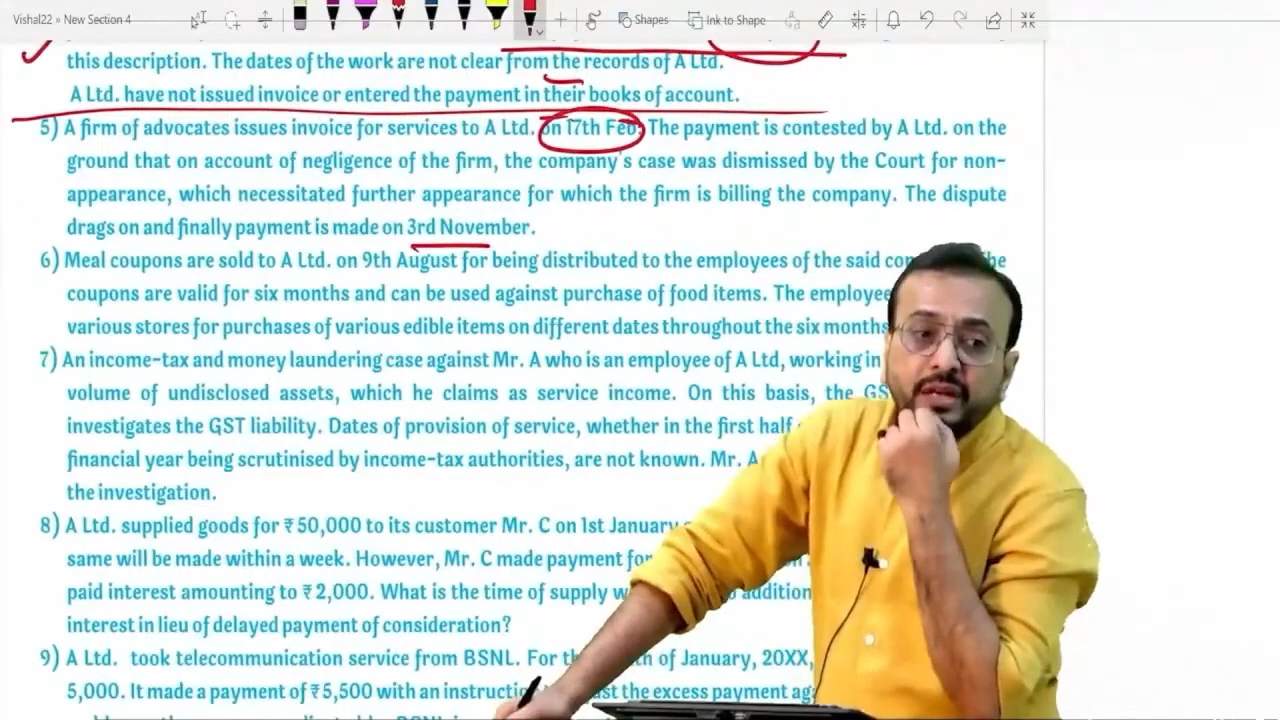 Vishal22 » New Section 4
Shapes
Ink to Shape
this description. The dates of the work are not clear from the records of A Ltd.
A Ltd. have not issued invoice or entered the payment in their books of account.
5) A firm of advocates issues invoice for services to A Ltd. on 17th Feb. The payment is contested by A Ltd. on the
ground that on account of negligence of the firm, the company's case was dismissed by the Court for non-
appearance, which necessitated further appearance for which the firm is billing the company. The dispute
drags on and finally payment is made on 3rd November.
6) Meal coupons are sold to A Ltd. on 9th August for being distributed to the employees of the said
coupons are valid for six months and can be used against purchase of food items. The
various stores for purchases of various edible items on different dates throughout the six months
7) An income-tax and money laundering case against Mr. A who is an employee of A Ltd, working in
volume of undisclosed assets, which he claims as service income. On this basis, the
investigates the GST liability. Dates of provision of service, whether in the first half
financial year being scrutinised by income-tax authorities, are not known. Mr. A
the investigation.
8) A Ltd. supplied goods for ₹ 50,000 to its customer Mr. C on 1st January
same will be made within a week. However, Mr. C made payment
paid interest amounting to ₹ 2,000. What is the time of supply
interest in lieu of delayed payment of consideration?
9) A Ltd. took telecommunication service from BSNL. For of January, 20XX,
5,000. It made a payment of ₹ 5,500 with an the excess payment